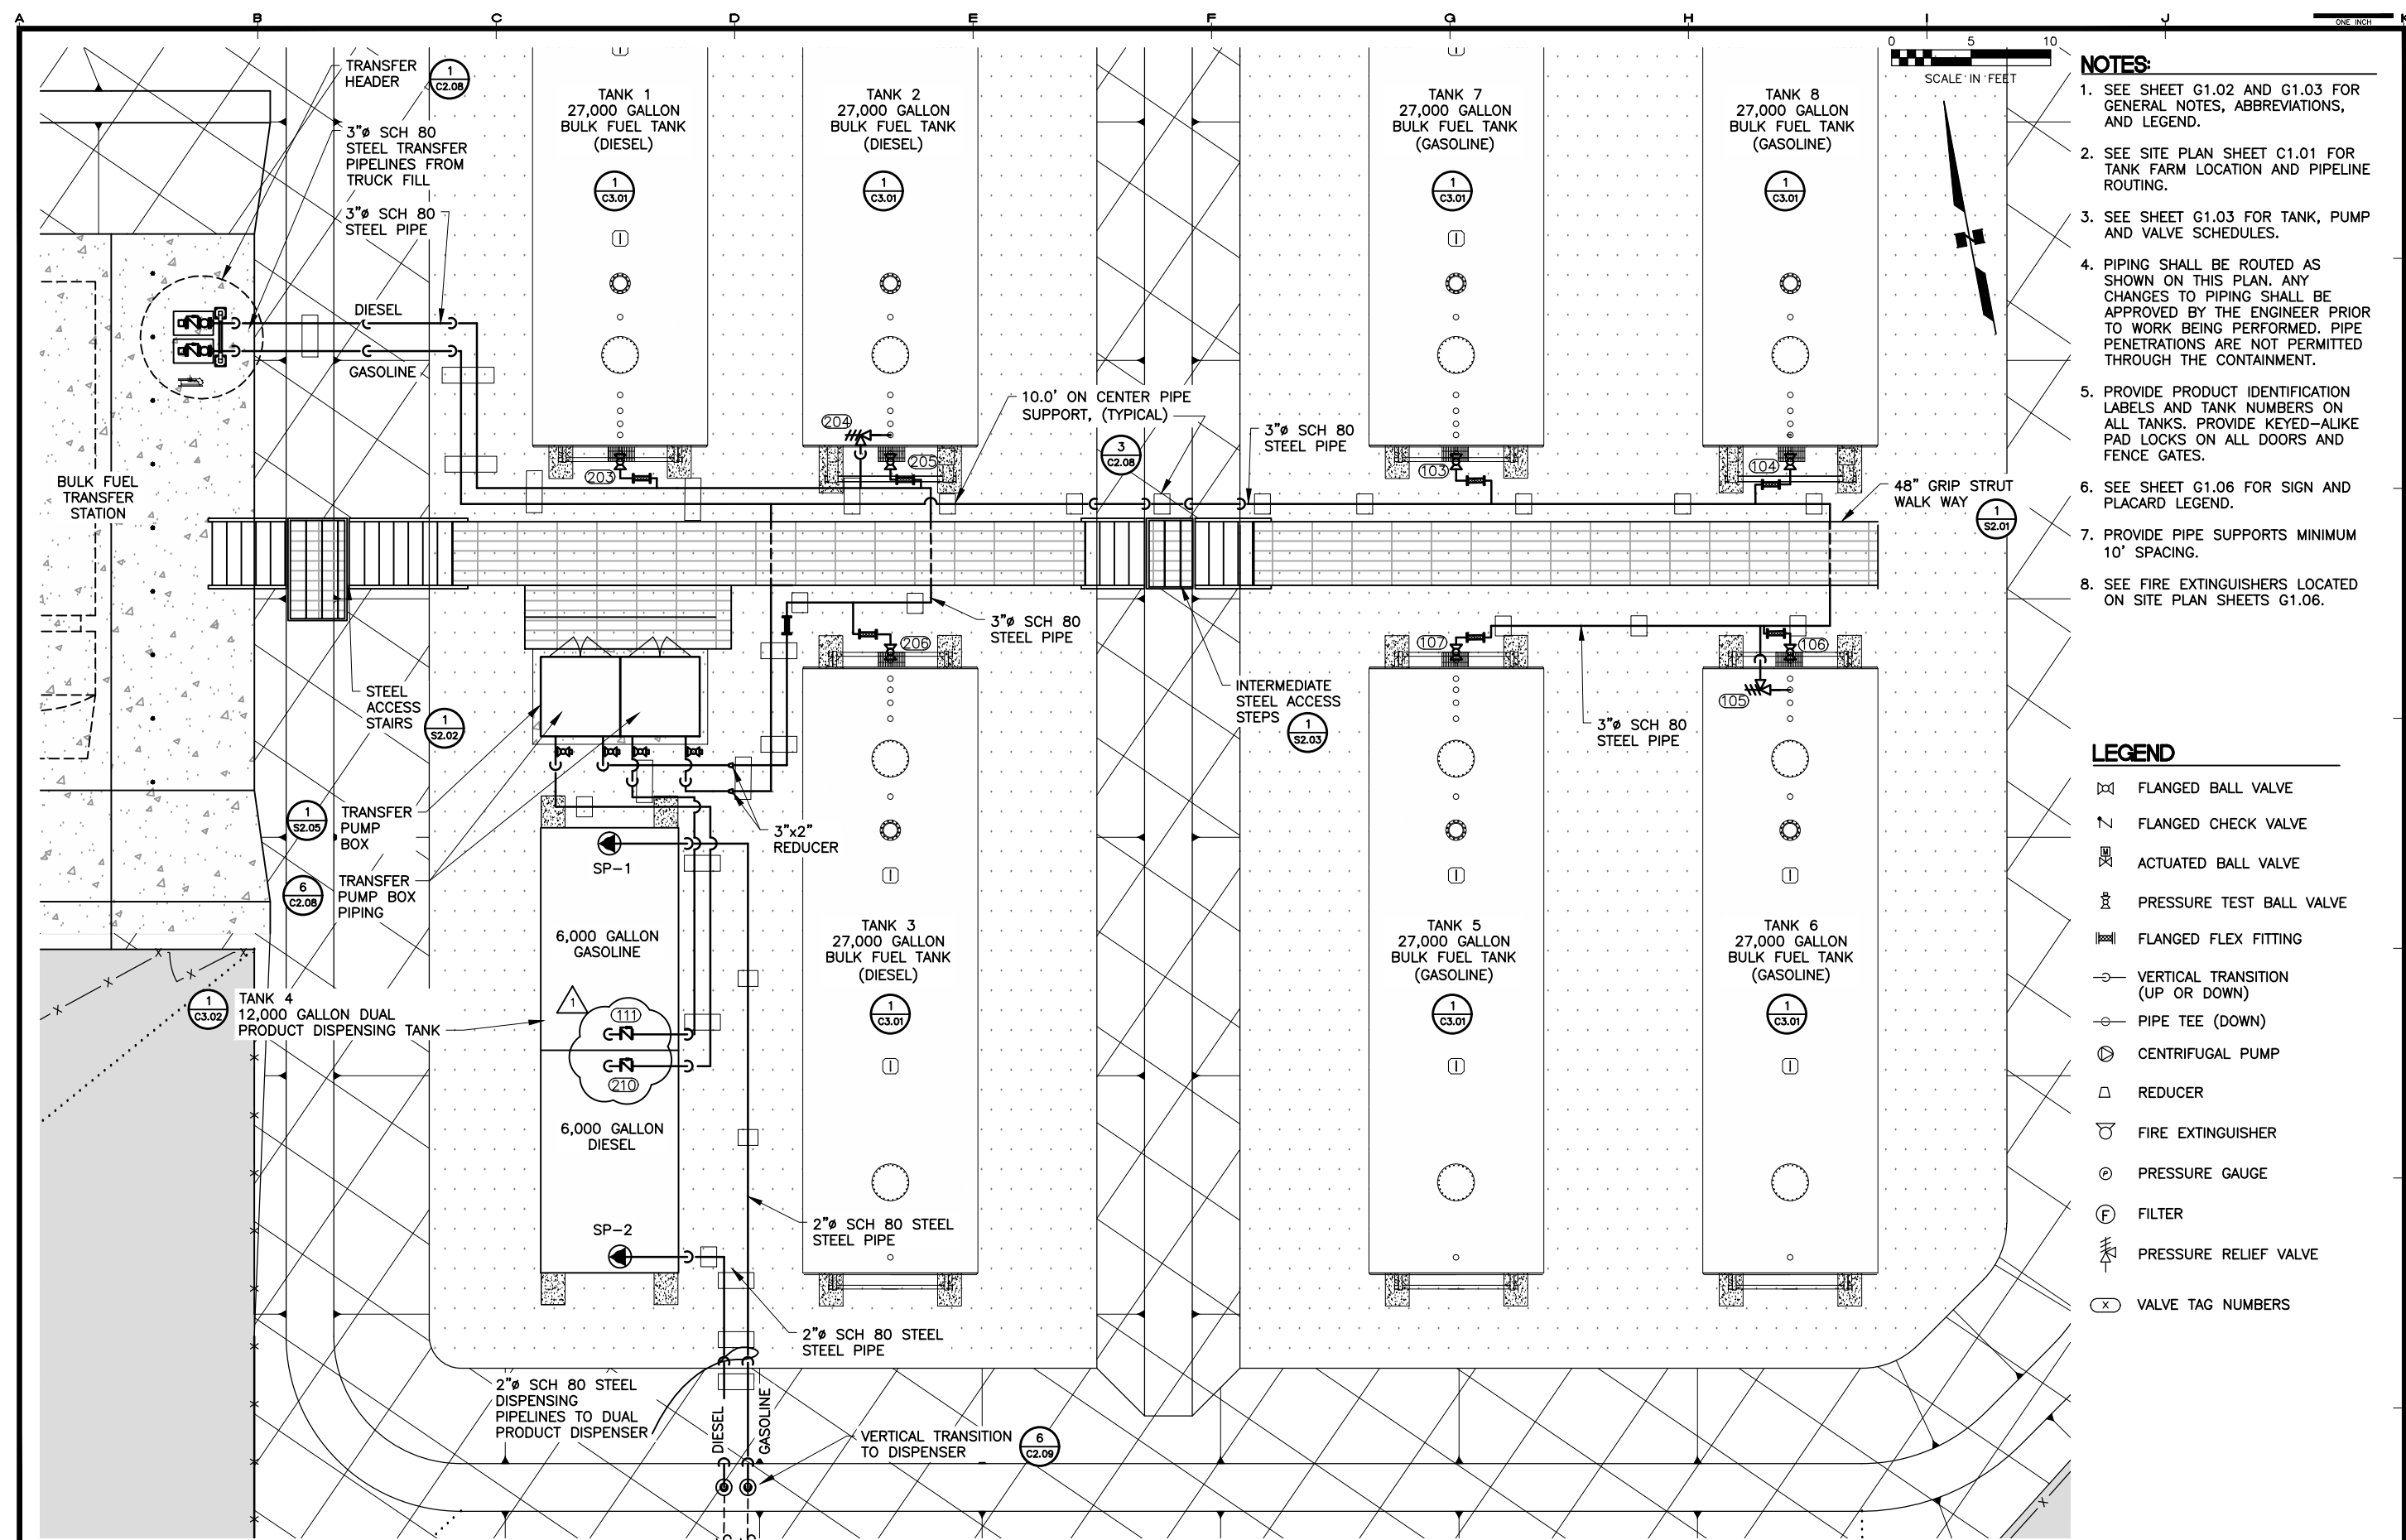 A B C D E F G H I J K
ONE INCH
0 5 10
SCALE IN FEET
TRANSFER
HEADER
1
C2.08
3"ø SCH 80
STEEL TRANSFER
PIPELINES FROM
TRUCK FILL
3"ø SCH 80
STEEL PIPE
DIESEL
GASOLINE
TANK 1
27,000 GALLON
BULK FUEL TANK
(DIESEL)
1
C3.01
TANK 2
27,000 GALLON
BULK FUEL TANK
(DIESEL)
1
C3.01
TANK 7
27,000 GALLON
BULK FUEL TANK
(GASOLINE)
1
C3.01
TANK 8
27,000 GALLON
BULK FUEL TANK
(GASOLINE)
1
C3.01
N
204
203
205
103
104
10.0' ON CENTER PIPE
SUPPORT, (TYPICAL)
3
C2.08
3"ø SCH 80
STEEL PIPE
48" GRIP STRUT
WALK WAY
1
S2.01
BULK FUEL
TRANSFER
STATION
3"ø SCH 80
STEEL PIPE
206
107
106
105
STEEL
ACCESS
STAIRS
1
S2.02
INTERMEDIATE
STEEL ACCESS
STEPS
1
S2.03
3"ø SCH 80
STEEL PIPE
1
S2.05
TRANSFER
PUMP
BOX
3"x2"
REDUCER
6
C2.08
TRANSFER
PUMP BOX
PIPING
SP-1
6,000 GALLON
GASOLINE
1
C3.02
TANK 4
12,000 GALLON DUAL
PRODUCT DISPENSING TANK
1
111
210
6,000 GALLON
DIESEL
SP-2
TANK 3
27,000 GALLON
BULK FUEL TANK
(DIESEL)
1
C3.01
TANK 5
27,000 GALLON
BULK FUEL TANK
(GASOLINE)
1
C3.01
TANK 6
27,000 GALLON
BULK FUEL TANK
(GASOLINE)
1
C3.01
2"ø SCH 80 STEEL
STEEL PIPE
2"ø SCH 80 STEEL
STEEL PIPE
2"ø SCH 80 STEEL
DISPENSING
PIPELINES TO DUAL
PRODUCT DISPENSER
DIESEL
GASOLINE
VERTICAL TRANSITION
TO DISPENSER
6
C2.09
NOTES:
1. SEE SHEET G1.02 AND G1.03 FOR
GENERAL NOTES, ABBREVIATIONS,
AND LEGEND.
2. SEE SITE PLAN SHEET C1.01 FOR
TANK FARM LOCATION AND PIPELINE
ROUTING.
3. SEE SHEET G1.03 FOR TANK, PUMP
AND VALVE SCHEDULES.
4. PIPING SHALL BE ROUTED AS
SHOWN ON THIS PLAN. ANY
CHANGES TO PIPING SHALL BE
APPROVED BY THE ENGINEER PRIOR
TO WORK BEING PERFORMED. PIPE
PENETRATIONS ARE NOT PERMITTED
THROUGH THE CONTAINMENT.
5. PROVIDE PRODUCT IDENTIFICATION
LABELS AND TANK NUMBERS ON
ALL TANKS. PROVIDE KEYED-ALIKE
PAD LOCKS ON ALL DOORS AND
FENCE GATES.
6. SEE SHEET G1.06 FOR SIGN AND
PLACARD LEGEND.
7. PROVIDE PIPE SUPPORTS MINIMUM
10' SPACING.
8. SEE FIRE EXTINGUISHERS LOCATED
ON SITE PLAN SHEETS G1.06.
LEGEND
FLANGED BALL VALVE
FLANGED CHECK VALVE
M ACTUATED BALL VALVE
PRESSURE TEST BALL VALVE
FLANGED FLEX FITTING
VERTICAL TRANSITION
(UP OR DOWN)
PIPE TEE (DOWN)
CENTRIFUGAL PUMP
REDUCER
FIRE EXTINGUISHER
P PRESSURE GAUGE
F FILTER
PRESSURE RELIEF VALVE
X VALVE TAG NUMBERS